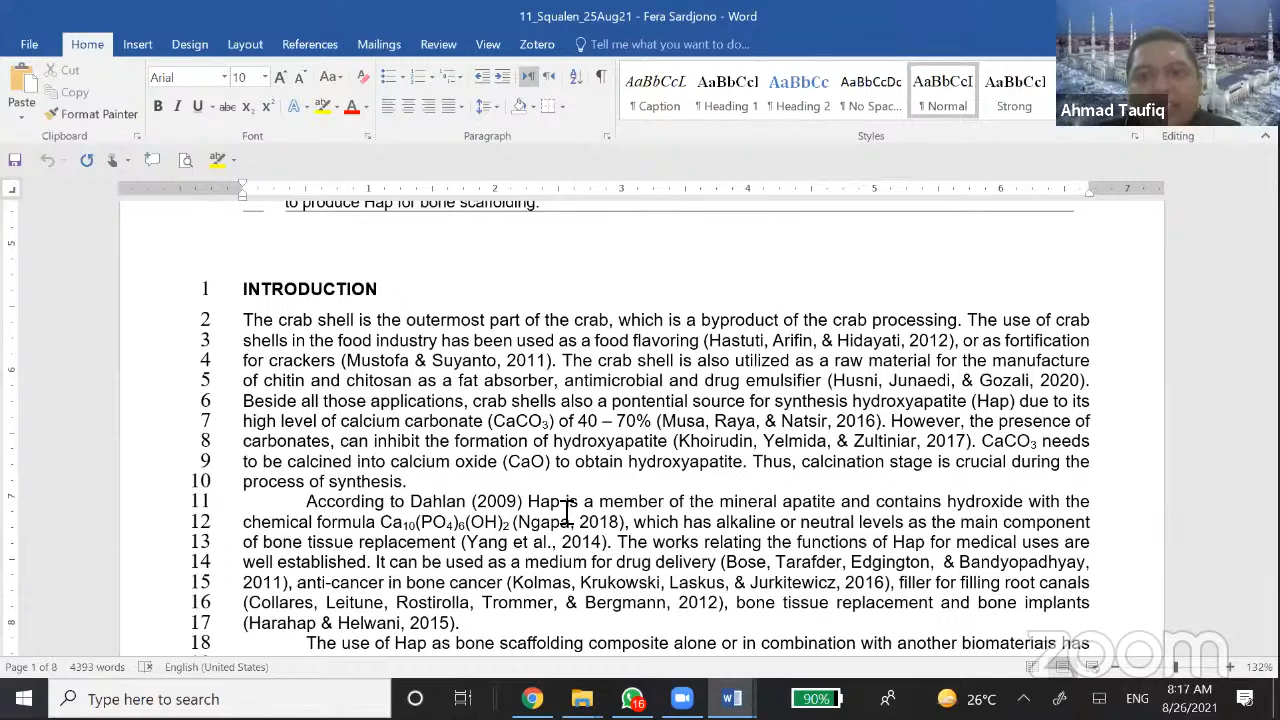 11_Squalen_25Aug21 - Fera Sardjono - Word
File Home Insert Design Layout References Mailings Review View Zotero Tell me what you want to do...
Cut
Copy
Format Painter
Paste
Arial 10
AaBbCcL AaBbCcI AaBbCc AaBbCcDc AaBbCcI AaBbCcI
¶ Caption ¶ Heading 1 ¶ Heading 2 ¶ No Spac... ¶ Normal Strong
Ahmad Taufiq
Clipboard Font Paragraph Styles Editing
1 2 3 4 5 6 7
to produce Hap for bone scaffolding.
1 INTRODUCTION
2 The crab shell is the outermost part of the crab, which is a byproduct of the crab processing. The use of crab
3 shells in the food industry has been used as a food flavoring (Hastuti, Arifin, & Hidayati, 2012), or as fortification
4 for crackers (Mustofa & Suyanto, 2011). The crab shell is also utilized as a raw material for the manufacture
5 of chitin and chitosan as a fat absorber, antimicrobial and drug emulsifier (Husni, Junaedi, & Gozali, 2020).
6 Beside all those applications, crab shells also a pontential source for synthesis hydroxyapatite (Hap) due to its
7 high level of calcium carbonate (CaCO₃) of 40 – 70% (Musa, Raya, & Natsir, 2016). However, the presence of
8 carbonates, can inhibit the formation of hydroxyapatite (Khoirudin, Yelmida, & Zultiniar, 2017). CaCO₃ needs
9 to be calcined into calcium oxide (CaO) to obtain hydroxyapatite. Thus, calcination stage is crucial during the
10 process of synthesis.
11 According to Dahlan (2009) Hap is a member of the mineral apatite and contains hydroxide with the
12 chemical formula Ca₁₀(PO₄)₆(OH)₂ (Ngapa, 2018), which has alkaline or neutral levels as the main component
13 of bone tissue replacement (Yang et al., 2014). The works relating the functions of Hap for medical uses are
14 well established. It can be used as a medium for drug delivery (Bose, Tarafder, Edgington, & Bandyopadhyay,
15 2011), anti-cancer in bone cancer (Kolmas, Krukowski, Laskus, & Jurkitewicz, 2016), filler for filling root canals
16 (Collares, Leitune, Rostirolla, Trommer, & Bergmann, 2012), bone tissue replacement and bone implants
17 (Harahap & Helwani, 2015).
18 The use of Hap as bone scaffolding composite alone or in combination with another biomaterials has
zoom
Page 1 of 8 4393 words English (United States) 132%
Type here to search 16 90% 26°C ENG 8:17 AM
8/26/2021